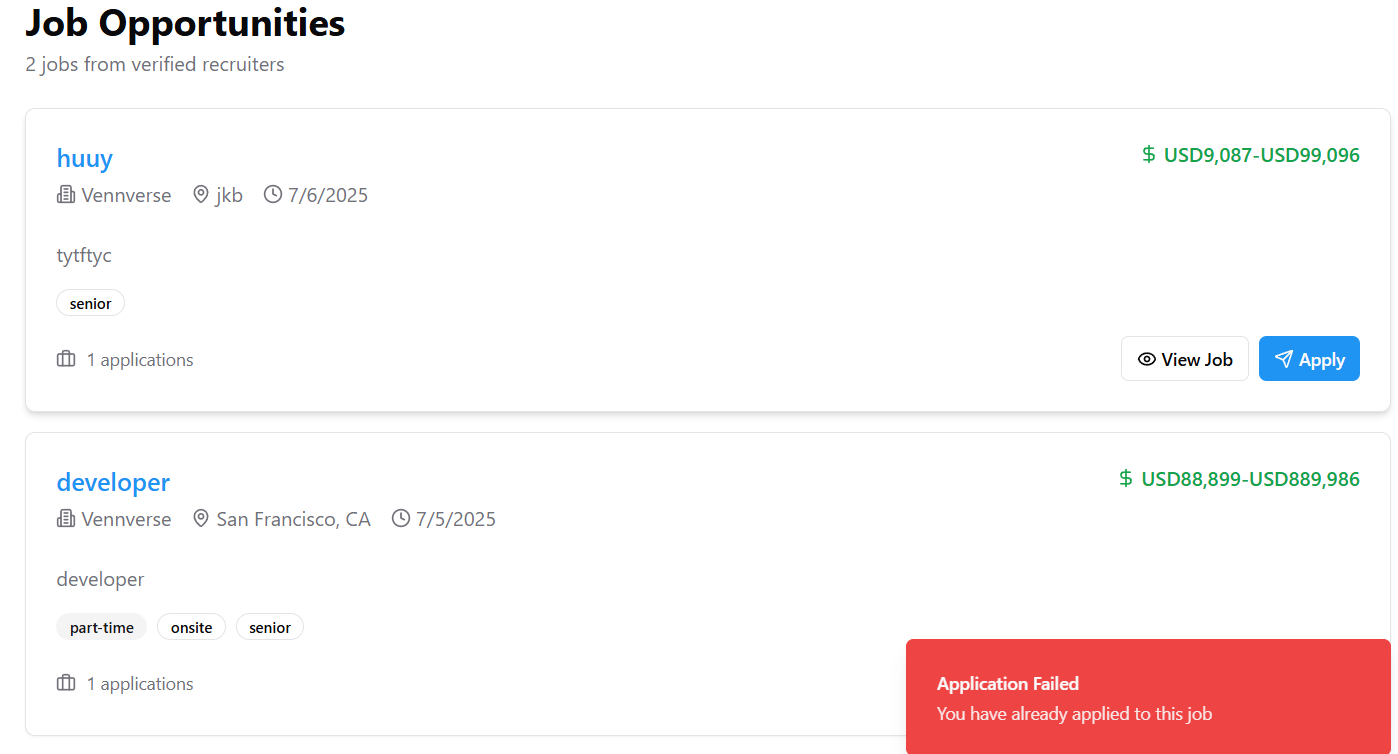 Job Opportunities
2 jobs from verified recruiters
huuy
$ USD9,087-USD99,096
Vennverse jkb 7/6/2025
tytftyc
senior
1 applications
View Job Apply
developer
$ USD88,899-USD889,986
Vennverse San Francisco, CA 7/5/2025
developer
part-time onsite senior
1 applications
Application Failed
You have already applied to this job